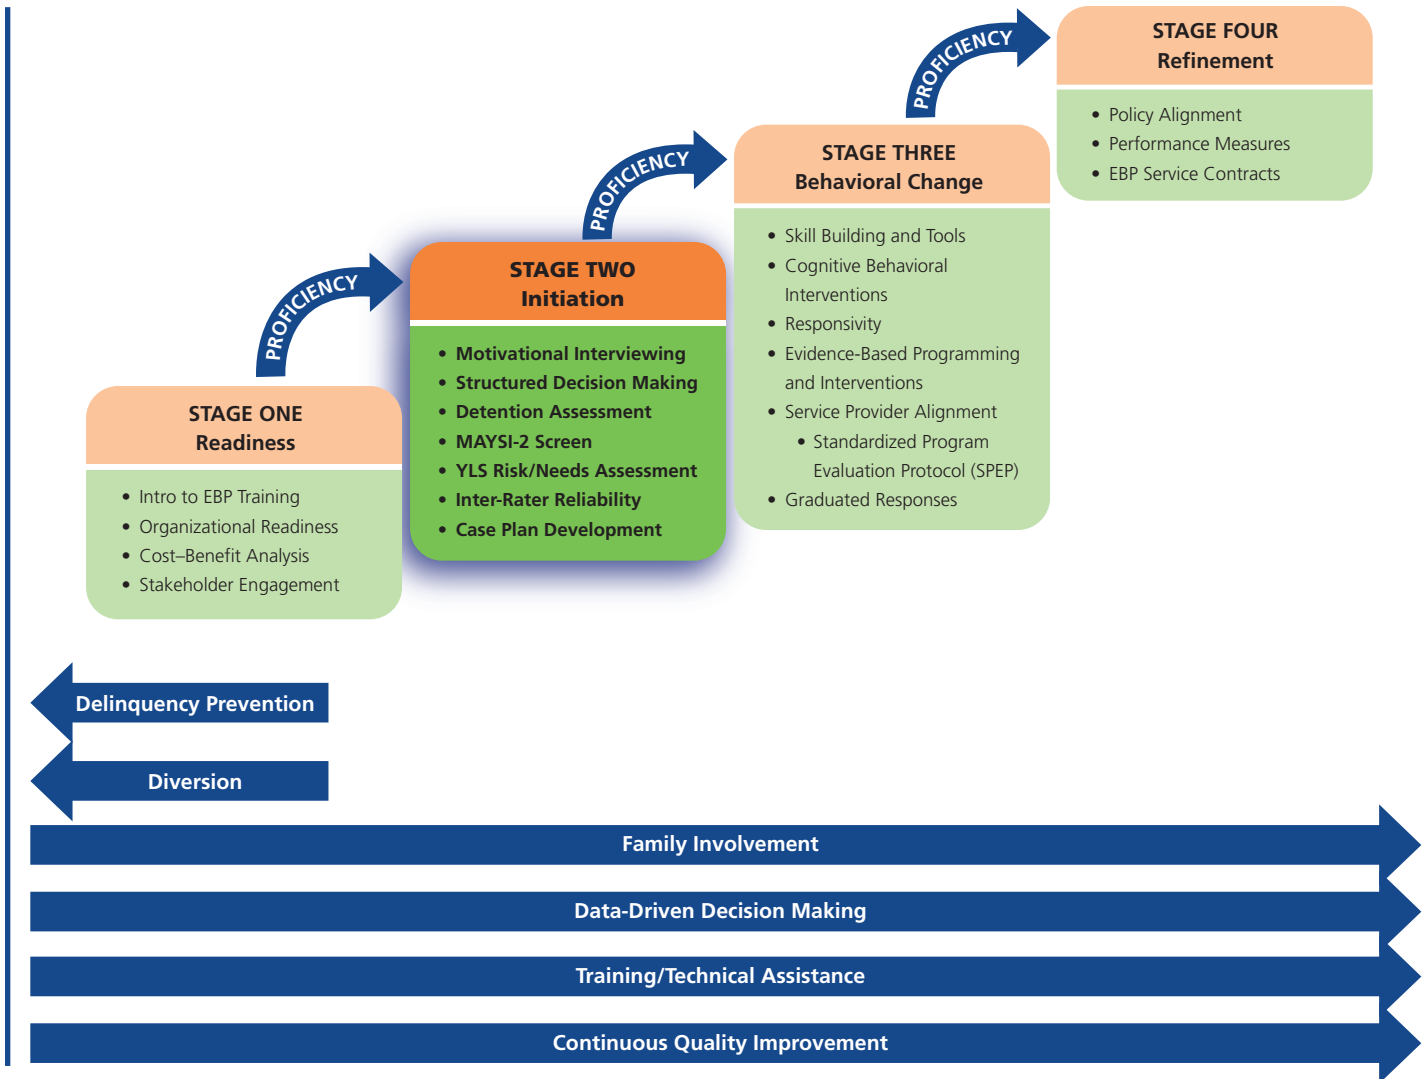 STAGE ONE
Readiness
• Intro to EBP Training
• Organizational Readiness
• Cost–Benefit Analysis
• Stakeholder Engagement
PROFICIENCY
STAGE TWO
Initiation
• Motivational Interviewing
• Structured Decision Making
• Detention Assessment
• MAYSI-2 Screen
• YLS Risk/Needs Assessment
• Inter-Rater Reliability
• Case Plan Development
PROFICIENCY
STAGE THREE
Behavioral Change
• Skill Building and Tools
• Cognitive Behavioral
Interventions
• Responsivity
• Evidence-Based Programming
and Interventions
• Service Provider Alignment
• Standardized Program
Evaluation Protocol (SPEP)
• Graduated Responses
PROFICIENCY
STAGE FOUR
Refinement
• Policy Alignment
• Performance Measures
• EBP Service Contracts
Delinquency Prevention
Diversion
Family Involvement
Data-Driven Decision Making
Training/Technical Assistance
Continuous Quality Improvement